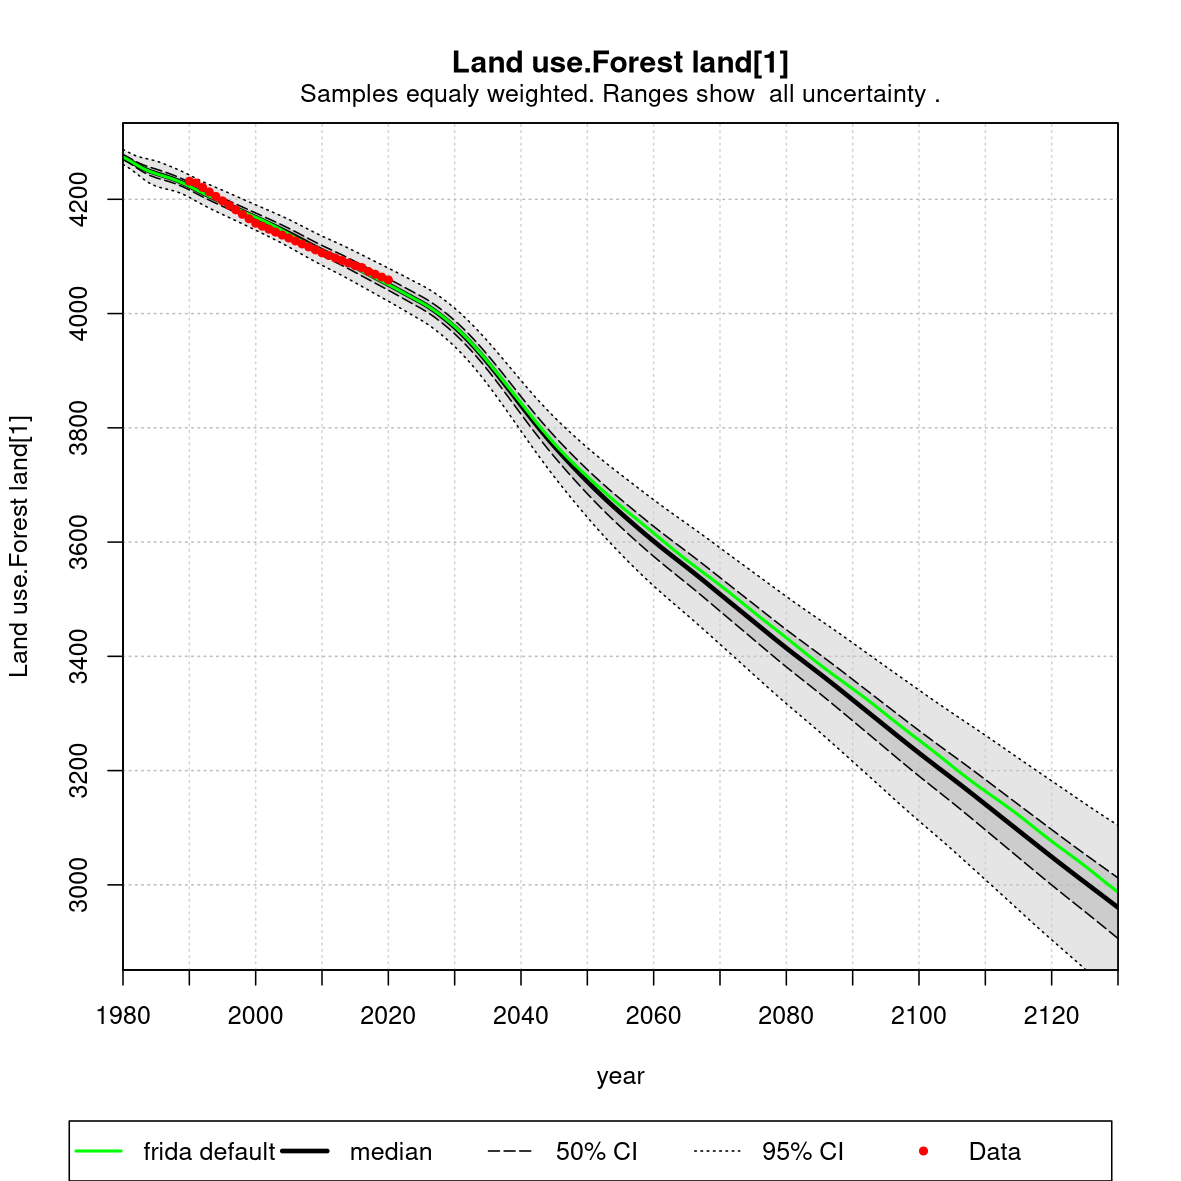 Land use.Forest land[1]
Samples equaly weighted. Ranges show  all uncertainty .
Land use.Forest land[1]
4200
4000
3800
3600
3400
3200
3000
1980 2000 2020 2040 2060 2080 2100 2120
year
frida default median 50% CI 95% CI Data